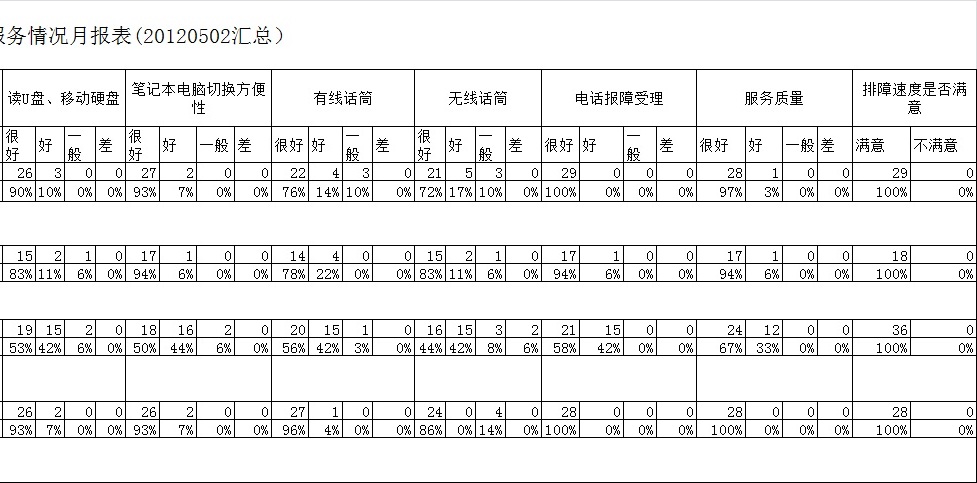 服务情况月报表(20120502汇总）
读U盘、移动硬盘 笔记本电脑切换方便性 有线话筒 无线话筒 电话报障受理 服务质量 排障速度是否满意
很好 好 一般 差 很好 好 一般 差 很好 好 一般 差 很好 好 一般 差 很好 好 一般 差 很好 好 一般 差 满意 不满意
26 3 0 0 27 2 0 0 22 4 3 0 21 5 3 0 29 0 0 0 28 1 0 0 29 0
90% 10% 0% 0% 93% 7% 0% 0% 76% 14% 10% 0% 72% 17% 10% 0% 100% 0% 0% 0% 97% 3% 0% 0% 100% 0%
15 2 1 0 17 1 0 0 14 4 0 0 15 2 1 0 17 1 0 0 17 1 0 0 18 0
83% 11% 6% 0% 94% 6% 0% 0% 78% 22% 0% 0% 83% 11% 6% 0% 94% 6% 0% 0% 94% 6% 0% 0% 100% 0%
19 15 2 0 18 16 2 0 20 15 1 0 16 15 3 2 21 15 0 0 24 12 0 0 36 0
53% 42% 6% 0% 50% 44% 6% 0% 56% 42% 3% 0% 44% 42% 8% 6% 58% 42% 0% 0% 67% 33% 0% 0% 100% 0%
26 2 0 0 26 2 0 0 27 1 0 0 24 0 4 0 28 0 0 0 28 0 0 0 28 0
93% 7% 0% 0% 93% 7% 0% 0% 96% 4% 0% 0% 86% 0% 14% 0% 100% 0% 0% 0% 100% 0% 0% 0% 100% 0%